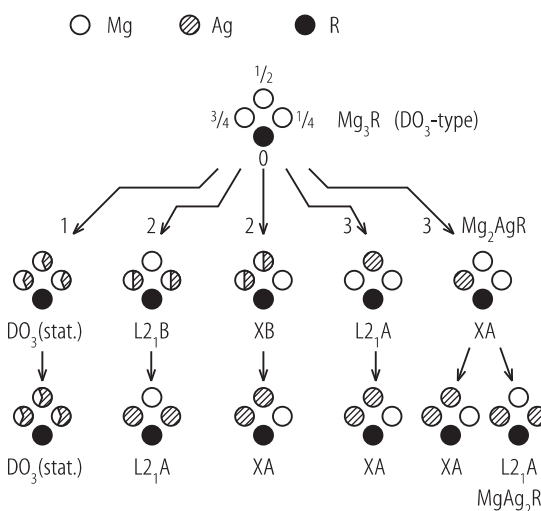 Mg Ag R
1/2
3/4 1/4 Mg₃R (DO₃-type)
0
1 2 2 3 3 Mg₂AgR
DO₃(stat.) L2₁B XB L2₁A XA
DO₃(stat.) L2₁A XA XA XA L2₁A
MgAg₂R